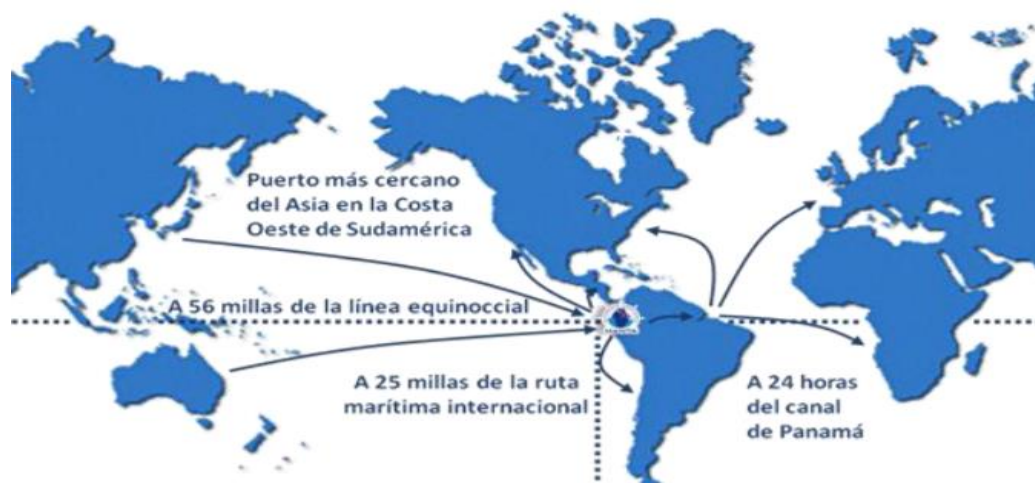 Puerto más cercano
del Asia en la Costa
Oeste de Sudamérica
A 56 millas de la línea equinoccial
A 25 millas de la ruta
marítima internacional
A 24 horas
del canal
de Panamá